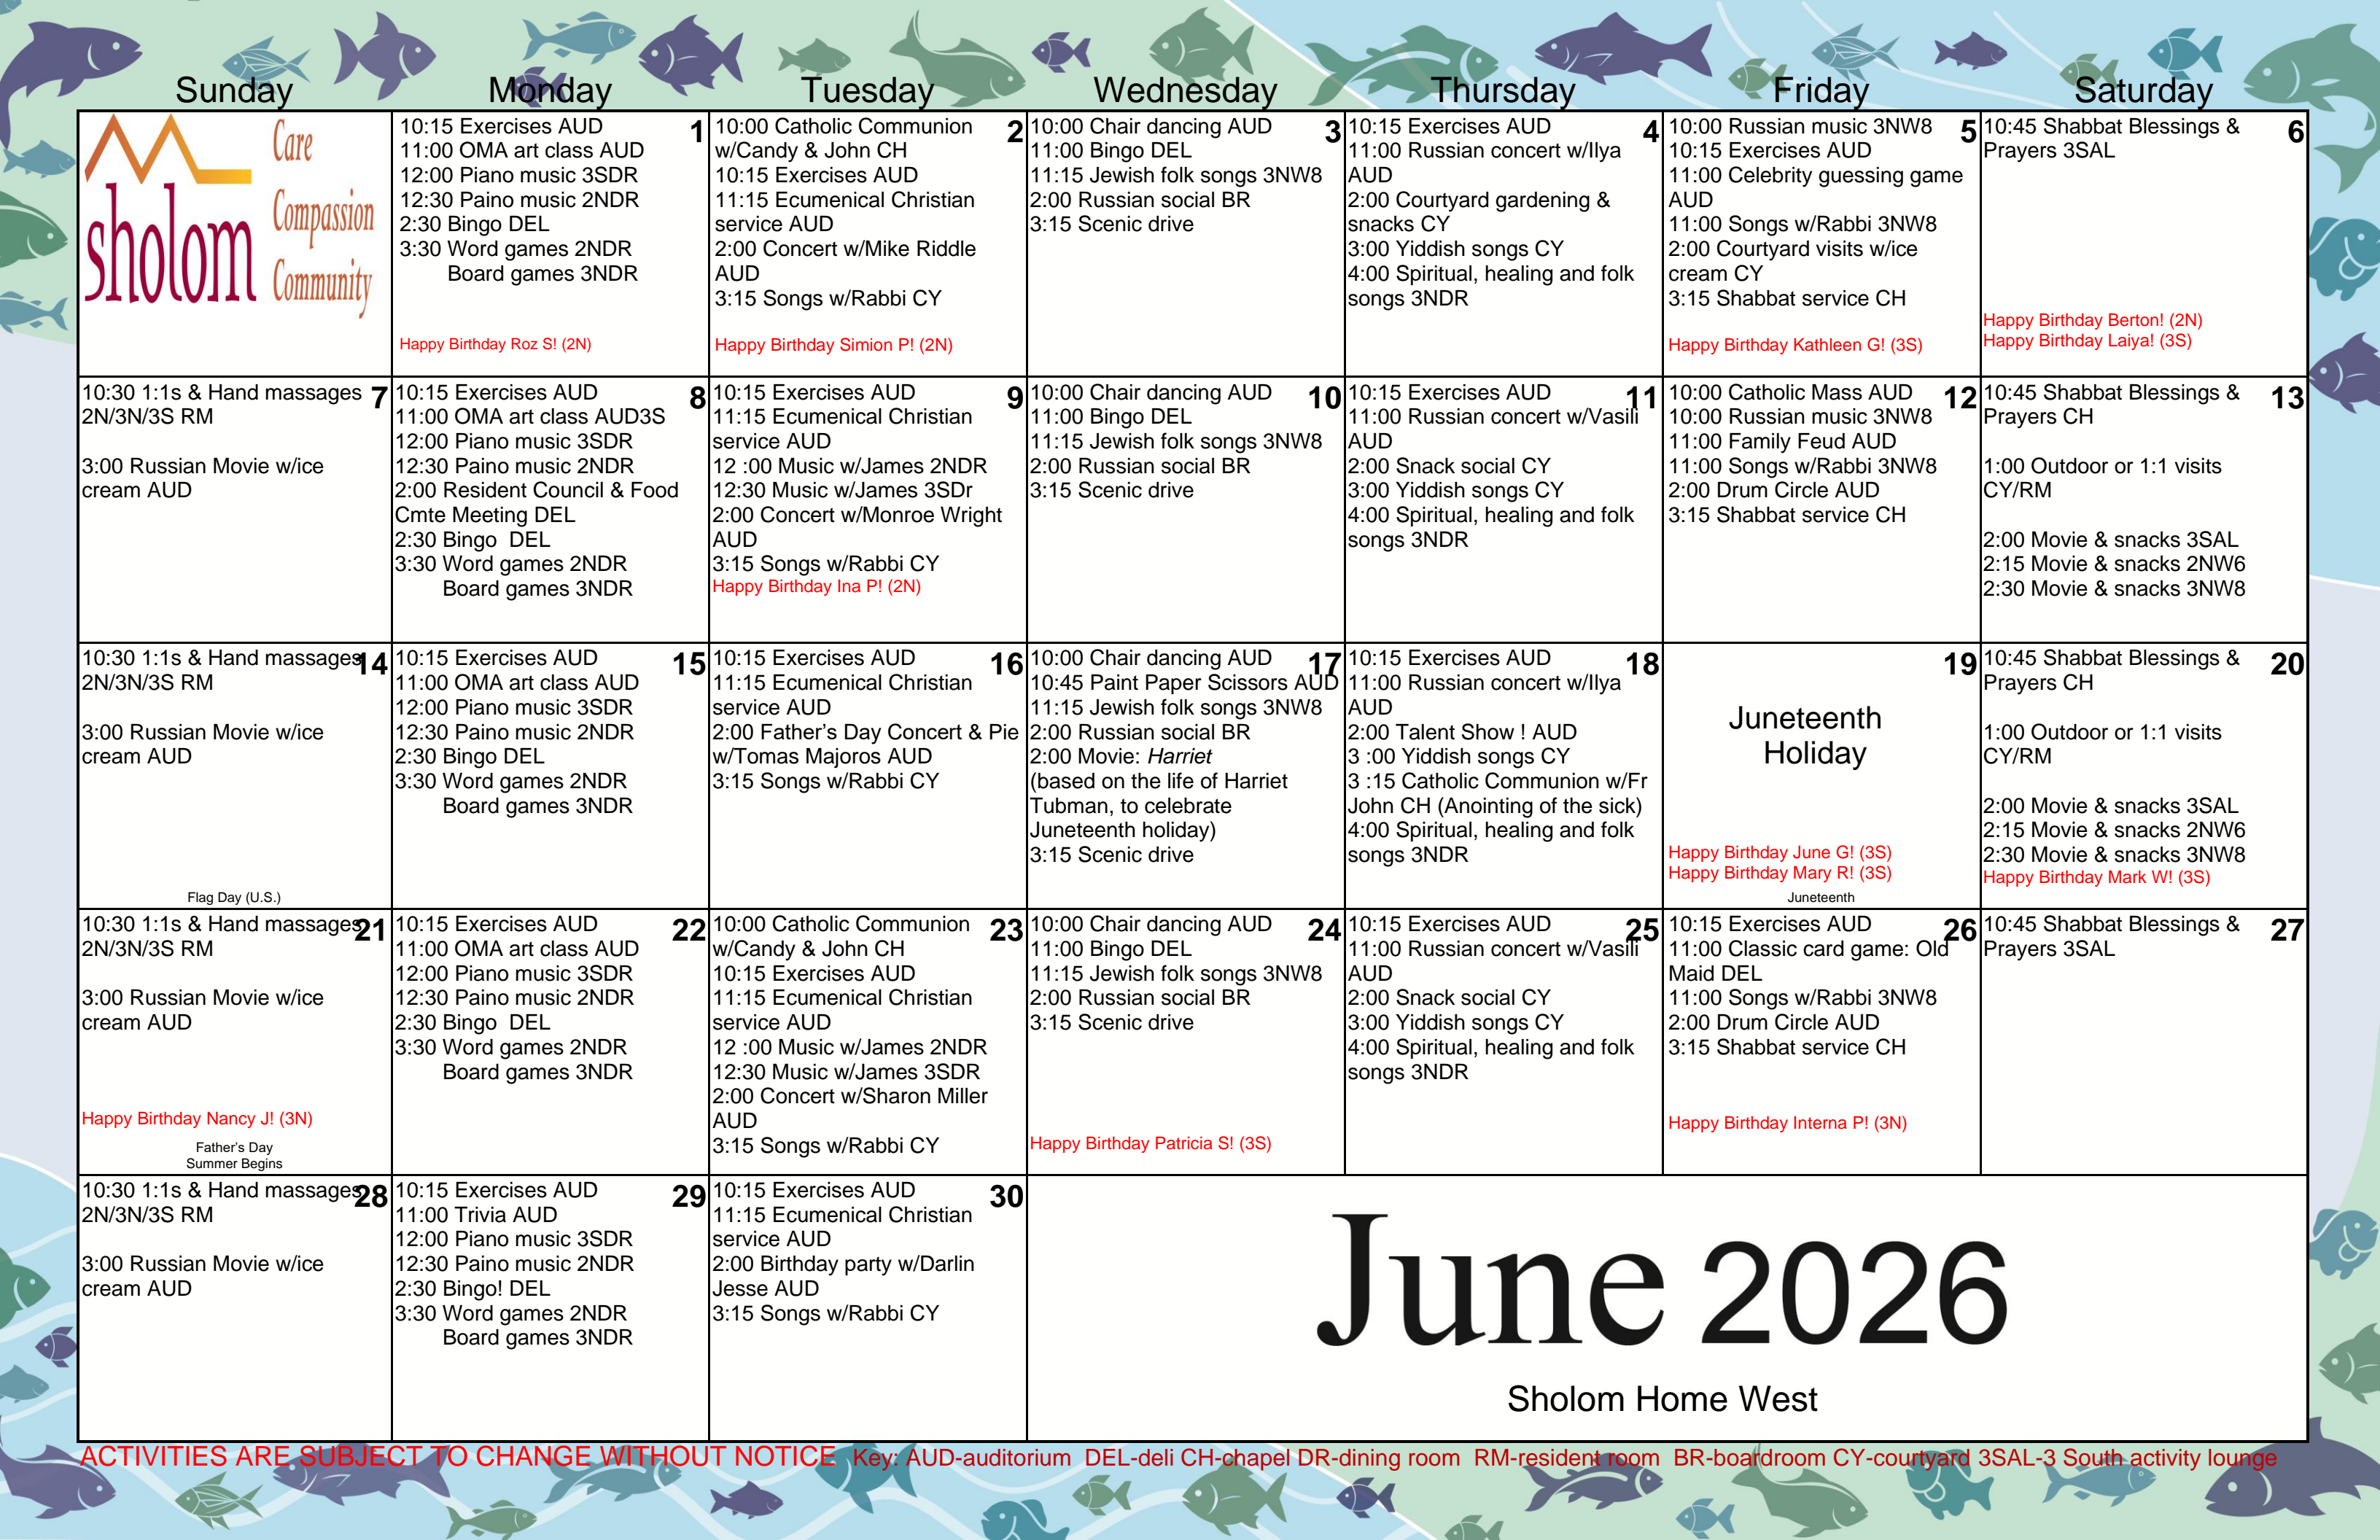 Sunday Monday Tuesday Wednesday Thursday Friday Saturday
sholom
Care
Compassion
Community
1
10:15 Exercises AUD
11:00 OMA art class AUD
12:00 Piano music 3SDR
12:30 Paino music 2NDR
2:30 Bingo DEL
3:30 Word games 2NDR
Board games 3NDR
Happy Birthday Roz S! (2N)
2
10:00 Catholic Communion
w/Candy & John CH
10:15 Exercises AUD
11:15 Ecumenical Christian
service AUD
2:00 Concert w/Mike Riddle
AUD
3:15 Songs w/Rabbi CY
Happy Birthday Simion P! (2N)
3
10:00 Chair dancing AUD
11:00 Bingo DEL
11:15 Jewish folk songs 3NW8
2:00 Russian social BR
3:15 Scenic drive
4
10:15 Exercises AUD
11:00 Russian concert w/Ilya
AUD
2:00 Courtyard gardening &
snacks CY
3:00 Yiddish songs CY
4:00 Spiritual, healing and folk
songs 3NDR
5
10:00 Russian music 3NW8
10:15 Exercises AUD
11:00 Celebrity guessing game
AUD
11:00 Songs w/Rabbi 3NW8
2:00 Courtyard visits w/ice
cream CY
3:15 Shabbat service CH
Happy Birthday Kathleen G! (3S)
6
10:45 Shabbat Blessings &
Prayers 3SAL
Happy Birthday Berton! (2N)
Happy Birthday Laiya! (3S)
7
10:30 1:1s & Hand massages
2N/3N/3S RM
3:00 Russian Movie w/ice
cream AUD
8
10:15 Exercises AUD
11:00 OMA art class AUD3S
12:00 Piano music 3SDR
12:30 Paino music 2NDR
2:00 Resident Council & Food
Cmte Meeting DEL
2:30 Bingo DEL
3:30 Word games 2NDR
Board games 3NDR
9
10:15 Exercises AUD
11:15 Ecumenical Christian
service AUD
12 :00 Music w/James 2NDR
12:30 Music w/James 3SDr
2:00 Concert w/Monroe Wright
AUD
3:15 Songs w/Rabbi CY
Happy Birthday Ina P! (2N)
10
10:00 Chair dancing AUD
11:00 Bingo DEL
11:15 Jewish folk songs 3NW8
2:00 Russian social BR
3:15 Scenic drive
11
10:15 Exercises AUD
11:00 Russian concert w/Vasili
AUD
2:00 Snack social CY
3:00 Yiddish songs CY
4:00 Spiritual, healing and folk
songs 3NDR
12
10:00 Catholic Mass AUD
10:00 Russian music 3NW8
11:00 Family Feud AUD
11:00 Songs w/Rabbi 3NW8
2:00 Drum Circle AUD
3:15 Shabbat service CH
13
10:45 Shabbat Blessings &
Prayers CH
1:00 Outdoor or 1:1 visits
CY/RM
2:00 Movie & snacks 3SAL
2:15 Movie & snacks 2NW6
2:30 Movie & snacks 3NW8
14
10:30 1:1s & Hand massages
2N/3N/3S RM
3:00 Russian Movie w/ice
cream AUD
Flag Day (U.S.)
15
10:15 Exercises AUD
11:00 OMA art class AUD
12:00 Piano music 3SDR
12:30 Paino music 2NDR
2:30 Bingo DEL
3:30 Word games 2NDR
Board games 3NDR
16
10:15 Exercises AUD
11:15 Ecumenical Christian
service AUD
2:00 Father's Day Concert & Pie
w/Tomas Majoros AUD
3:15 Songs w/Rabbi CY
17
10:00 Chair dancing AUD
10:45 Paint Paper Scissors AUD
11:15 Jewish folk songs 3NW8
2:00 Russian social BR
2:00 Movie: Harriet
(based on the life of Harriet
Tubman, to celebrate
Juneteenth holiday)
3:15 Scenic drive
18
10:15 Exercises AUD
11:00 Russian concert w/Ilya
AUD
2:00 Talent Show ! AUD
3 :00 Yiddish songs CY
3 :15 Catholic Communion w/Fr
John CH (Anointing of the sick)
4:00 Spiritual, healing and folk
songs 3NDR
19
Juneteenth
Holiday
Happy Birthday June G! (3S)
Happy Birthday Mary R! (3S)
Juneteenth
20
10:45 Shabbat Blessings &
Prayers CH
1:00 Outdoor or 1:1 visits
CY/RM
2:00 Movie & snacks 3SAL
2:15 Movie & snacks 2NW6
2:30 Movie & snacks 3NW8
Happy Birthday Mark W! (3S)
21
10:30 1:1s & Hand massages
2N/3N/3S RM
3:00 Russian Movie w/ice
cream AUD
Happy Birthday Nancy J! (3N)
Father's Day
Summer Begins
22
10:15 Exercises AUD
11:00 OMA art class AUD
12:00 Piano music 3SDR
12:30 Paino music 2NDR
2:30 Bingo DEL
3:30 Word games 2NDR
Board games 3NDR
23
10:00 Catholic Communion
w/Candy & John CH
10:15 Exercises AUD
11:15 Ecumenical Christian
service AUD
12 :00 Music w/James 2NDR
12:30 Music w/James 3SDR
2:00 Concert w/Sharon Miller
AUD
3:15 Songs w/Rabbi CY
24
10:00 Chair dancing AUD
11:00 Bingo DEL
11:15 Jewish folk songs 3NW8
2:00 Russian social BR
3:15 Scenic drive
Happy Birthday Patricia S! (3S)
25
10:15 Exercises AUD
11:00 Russian concert w/Vasili
AUD
2:00 Snack social CY
3:00 Yiddish songs CY
4:00 Spiritual, healing and folk
songs 3NDR
26
10:15 Exercises AUD
11:00 Classic card game: Old
Maid DEL
11:00 Songs w/Rabbi 3NW8
2:00 Drum Circle AUD
3:15 Shabbat service CH
Happy Birthday Interna P! (3N)
27
10:45 Shabbat Blessings &
Prayers 3SAL
28
10:30 1:1s & Hand massages
2N/3N/3S RM
3:00 Russian Movie w/ice
cream AUD
29
10:15 Exercises AUD
11:00 Trivia AUD
12:00 Piano music 3SDR
12:30 Paino music 2NDR
2:30 Bingo! DEL
3:30 Word games 2NDR
Board games 3NDR
30
10:15 Exercises AUD
11:15 Ecumenical Christian
service AUD
2:00 Birthday party w/Darlin
Jesse AUD
3:15 Songs w/Rabbi CY
June 2026
Sholom Home West
ACTIVITIES ARE SUBJECT TO CHANGE WITHOUT NOTICE Key: AUD-auditorium DEL-deli CH-chapel DR-dining room RM-resident room BR-boardroom CY-courtyard 3SAL-3 South activity lounge